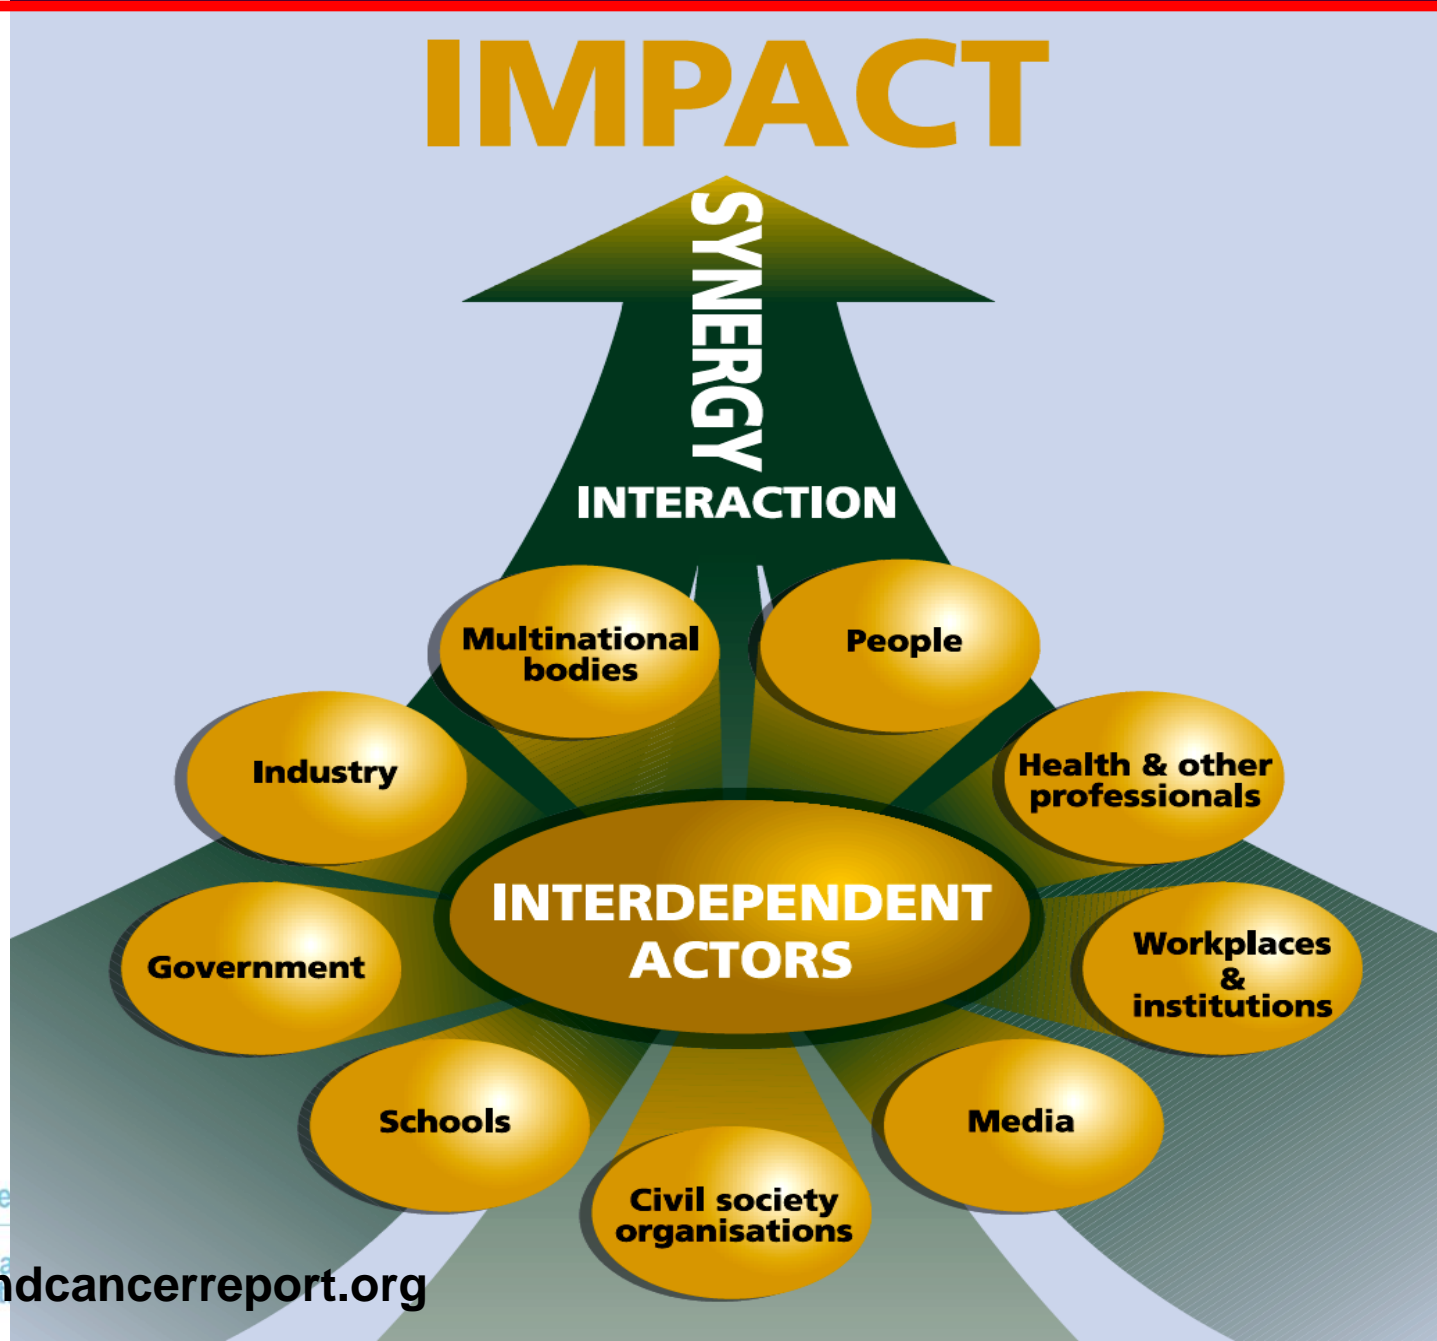 IMPACT
SYNERGY
INTERACTION
Multinational
bodies
People
Industry
Health & other
professionals
INTERDEPENDENT
ACTORS
Government
Workplaces
&
institutions
Schools
Media
Civil society
organisations
ndcancerreport.org